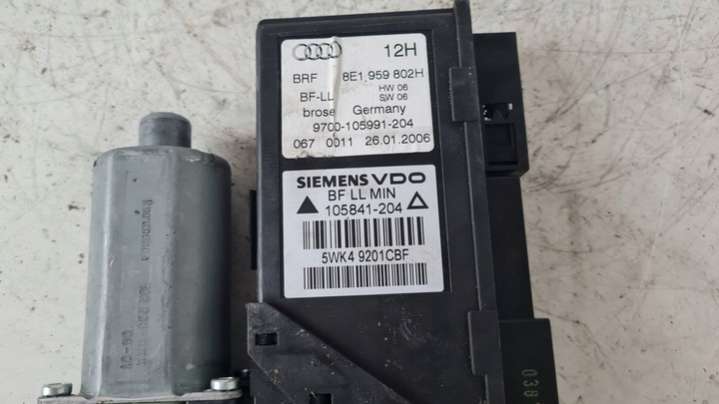 12H
BRF 8E1 959 802H
BF-LL HW 06
SW 06
brose Germany
9700-105991-204
067 0011 26.01.2006
SIEMENS VDO
BF LL MIN
105841-204
5WK4 9201CBF